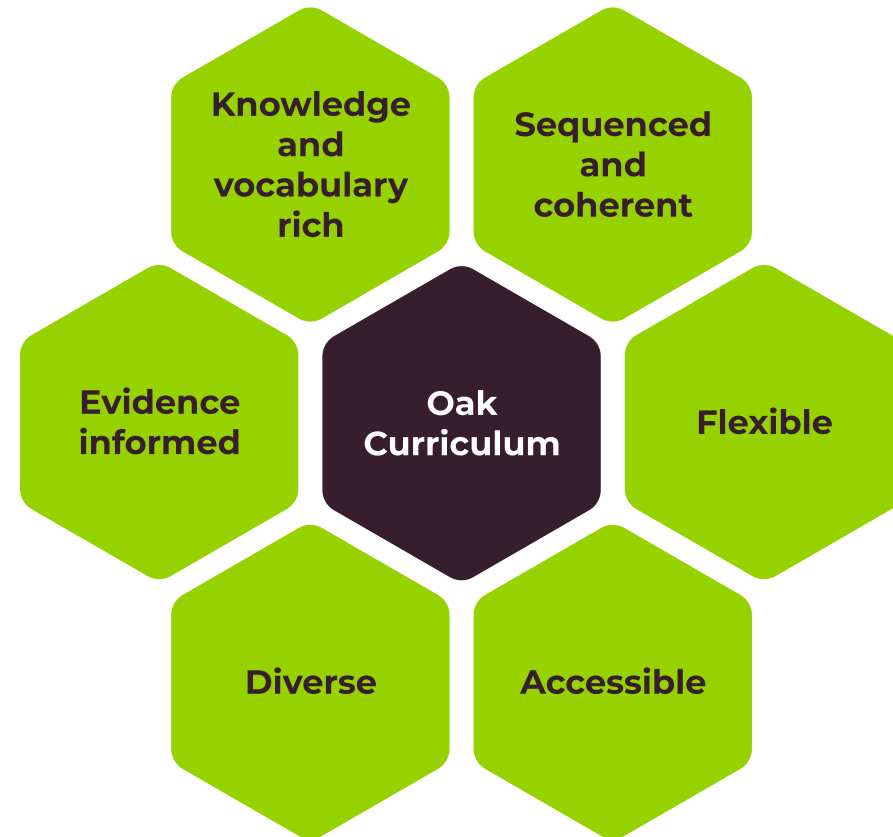 Knowledge
and
vocabulary
rich
Sequenced
and
coherent
Evidence
informed
Oak
Curriculum
Flexible
Diverse
Accessible